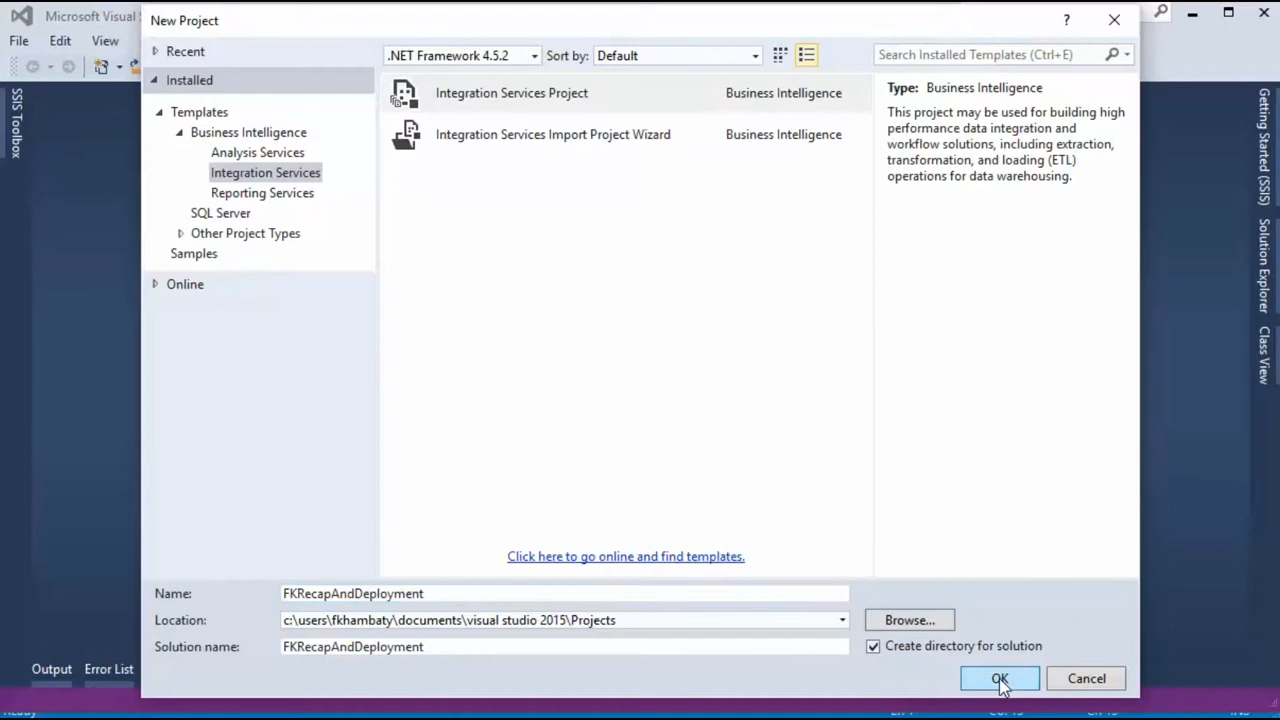 Microsoft Visual S
New Project
?
File Edit View
Recent
Installed
Templates
Business Intelligence
Analysis Services
Integration Services
Reporting Services
SQL Server
Other Project Types
Samples
Online
.NET Framework 4.5.2 Sort by: Default
Search Installed Templates (Ctrl+E)
Integration Services Project Business Intelligence
Integration Services Import Project Wizard Business Intelligence
Type: Business Intelligence
This project may be used for building high
performance data integration and
workflow solutions, including extraction,
transformation, and loading (ETL)
operations for data warehousing.
Click here to go online and find templates.
Name: FKRecapAndDeployment
Location: c:\users\fkhambaty\documents\visual studio 2015\Projects Browse...
Solution name: FKRecapAndDeployment Create directory for solution
OK Cancel
SSIS Toolbox
Getting Started (SSIS)
Solution Explorer
Class View
Output Error List
Ready